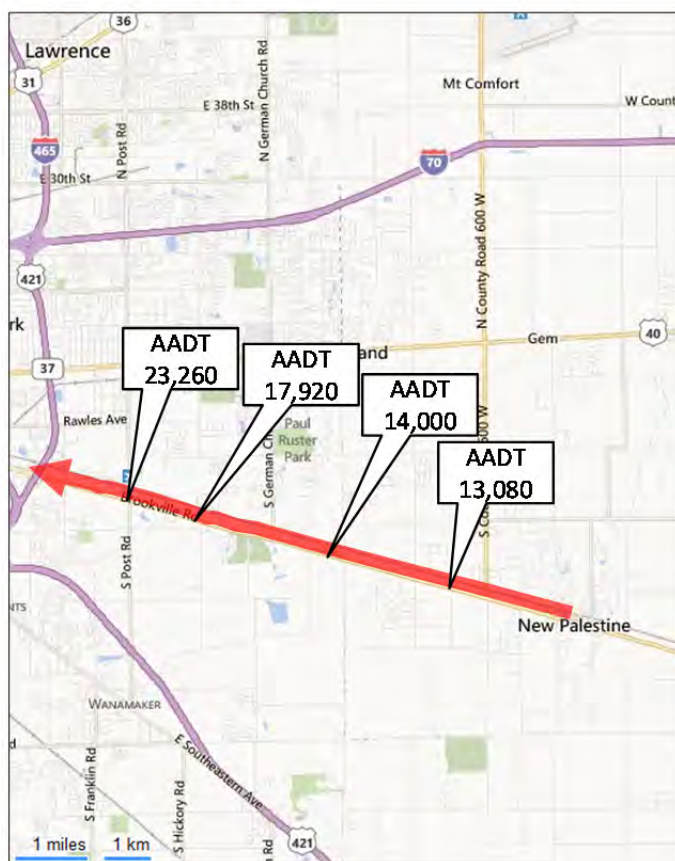 36
Lawrence
31
N German Church Rd
Mt Comfort
E 38th St
W Count
N Post Rd
465
70
E 30th St
N County Road 600 W
421
40
Gem
rk
AADT
23,260
AADT
17,920
and
37
AADT
14,000
Rawles Ave
Paul
Ruster
Park
S German Ch
AADT
13,080
Brookville Rd
S Post Rd
New Palestine
NTS
WANAMAKER
d
E Southeastern Ave
S Franklin Rd
S Hickory Rd
421
1 miles
1 km